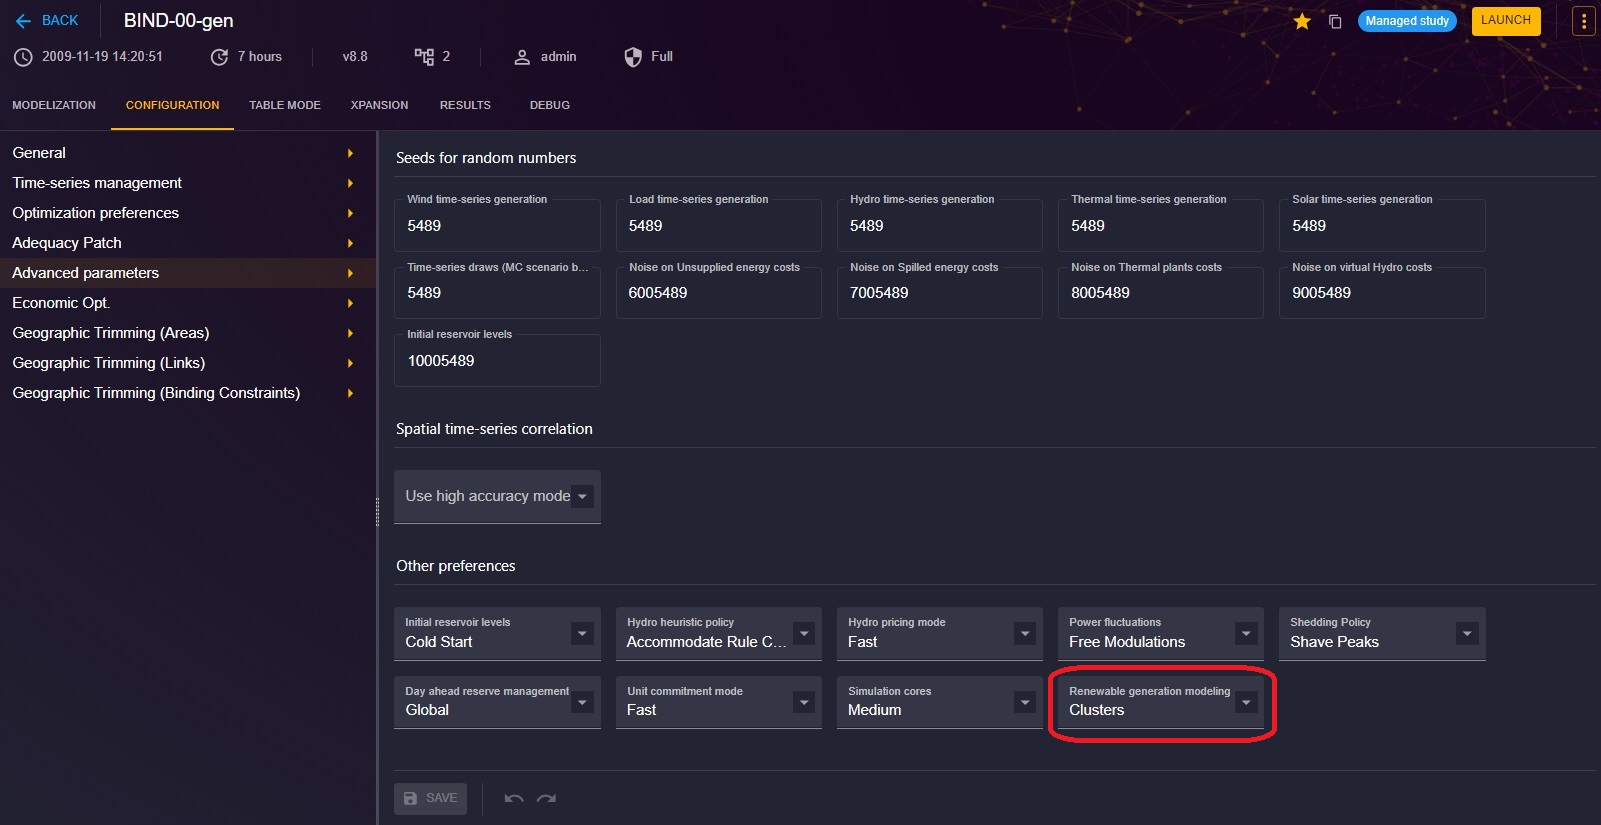 BACK
BIND-00-gen
Managed study
LAUNCH
2009-11-19 14:20:51
7 hours
v8.8
2
admin
Full
MODELIZATION
CONFIGURATION
TABLE MODE
XPANSION
RESULTS
DEBUG
General
Time-series management
Optimization preferences
Adequacy Patch
Advanced parameters
Economic Opt.
Geographic Trimming (Areas)
Geographic Trimming (Links)
Geographic Trimming (Binding Constraints)
Seeds for random numbers
Wind time-series generation
5489
Load time-series generation
5489
Hydro time-series generation
5489
Thermal time-series generation
5489
Solar time-series generation
5489
Time-series draws (MC scenario b...
5489
Noise on Unsupplied energy costs
6005489
Noise on Spilled energy costs
7005489
Noise on Thermal plants costs
8005489
Noise on virtual Hydro costs
9005489
Initial reservoir levels
10005489
Spatial time-series correlation
Use high accuracy mode
Other preferences
Initial reservoir levels
Cold Start
Hydro heuristic policy
Accommodate Rule C...
Hydro pricing mode
Fast
Power fluctuations
Free Modulations
Shedding Policy
Shave Peaks
Day ahead reserve management
Global
Unit commitment mode
Fast
Simulation cores
Medium
Renewable generation modeling
Clusters
SAVE